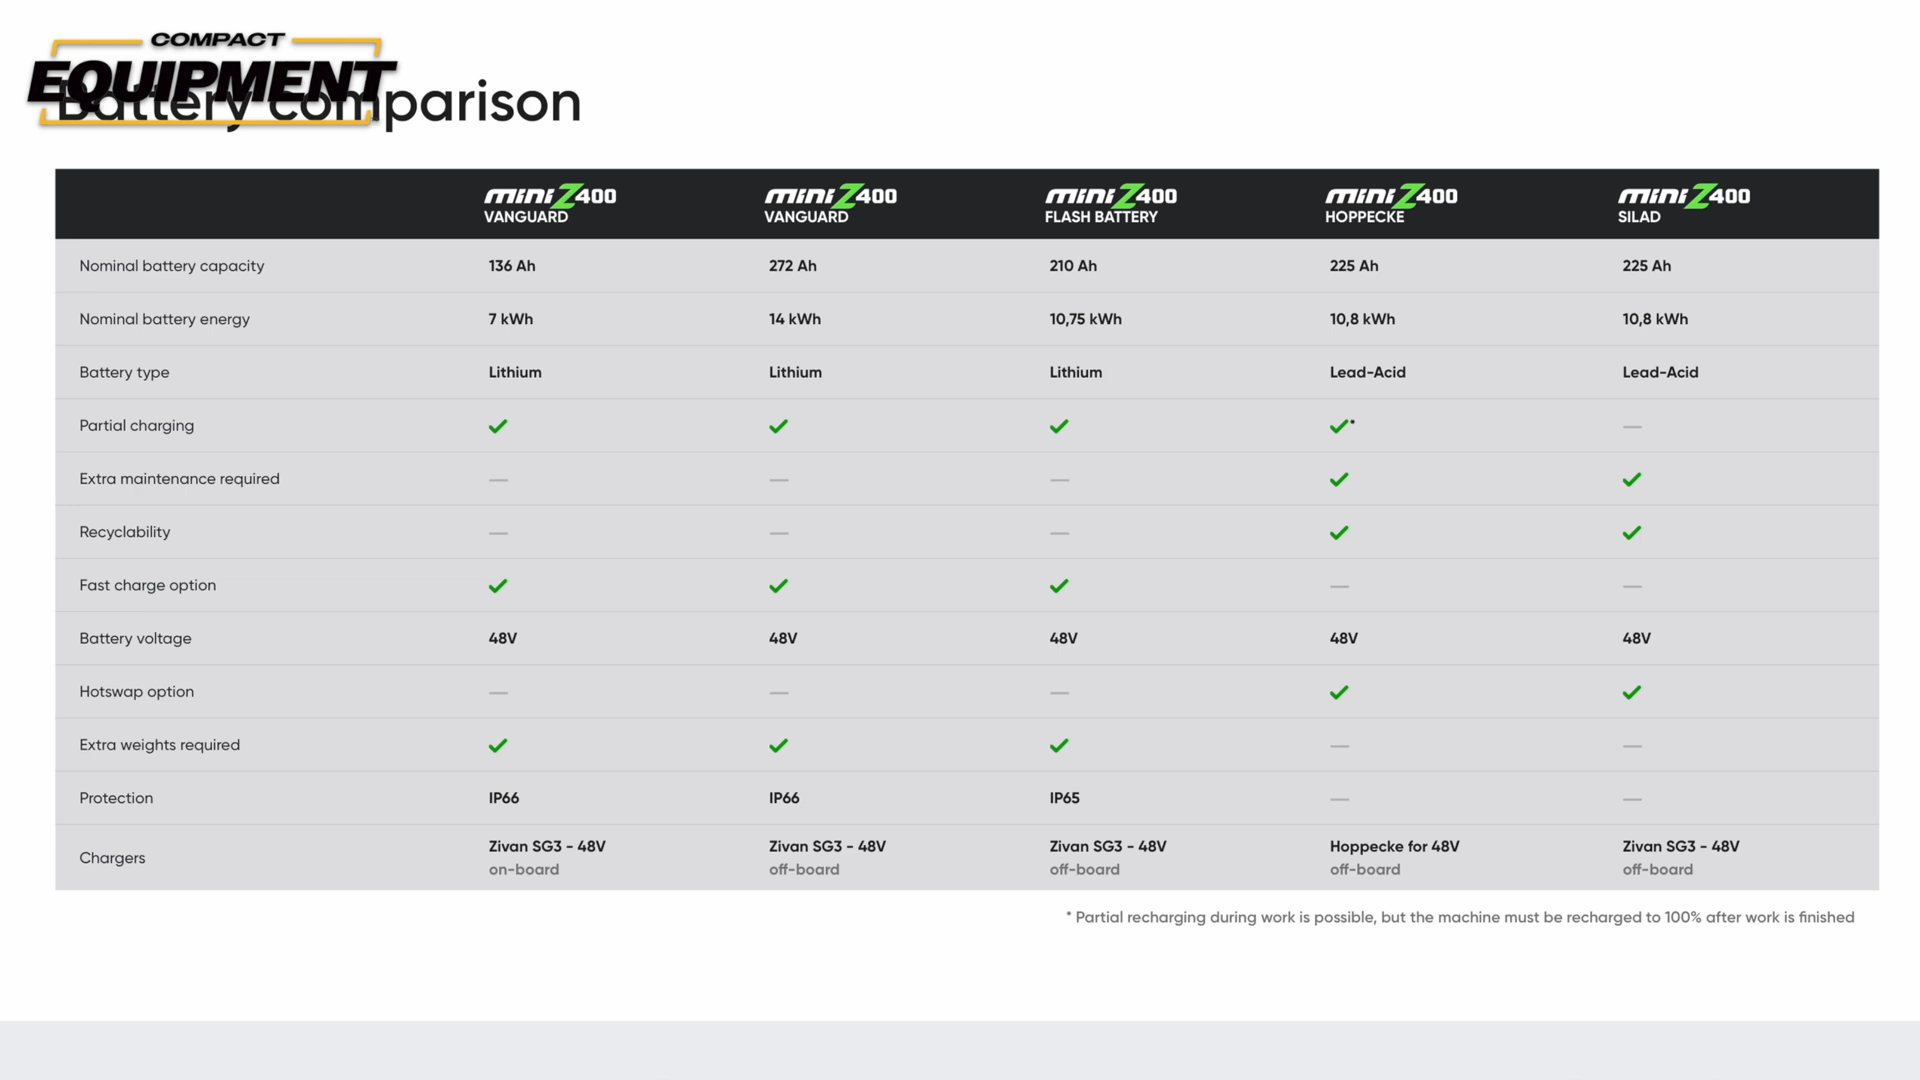 COMPACT
EQUIPMENT
Battery comparison
miniZ400 miniZ400 miniZ400 miniZ400 miniZ400
VANGUARD VANGUARD FLASH BATTERY HOPPECKE SILAD
Nominal battery capacity 136 Ah 272 Ah 210 Ah 225 Ah 225 Ah
Nominal battery energy 7 kWh 14 kWh 10,75 kWh 10,8 kWh 10,8 kWh
Battery type Lithium Lithium Lithium Lead-Acid Lead-Acid
Partial charging ✓ ✓ ✓ ✓* —
Extra maintenance required — — — ✓ ✓
Recyclability — — — ✓ ✓
Fast charge option ✓ ✓ ✓ — —
Battery voltage 48V 48V 48V 48V 48V
Hotswap option — — — ✓ ✓
Extra weights required ✓ ✓ ✓ — —
Protection IP66 IP66 IP65 — —
Chargers Zivan SG3 - 48V Zivan SG3 - 48V Zivan SG3 - 48V Hoppecke for 48V Zivan SG3 - 48V
on-board off-board off-board off-board off-board
* Partial recharging during work is possible, but the machine must be recharged to 100% after work is finished